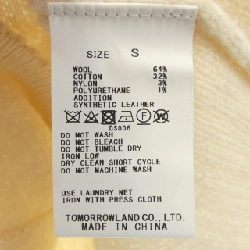 SIZE S
WOOL 64%
COTTON 32%
NYLON 3%
POLYURETHANE 1%
ADDITION
SYNTHETIC LEATHER
DO NOT WASH
DO NOT BLEACH
DO NOT TUMBLE DRY
IRON LOW
DRY CLEAN SHORT CYCLE
DO NOT MACHINE WASH
USE LAUNDRY NET
IRON WITH PRESS CLOTH
TOMORROWLAND CO., LTD.
MADE IN CHINA